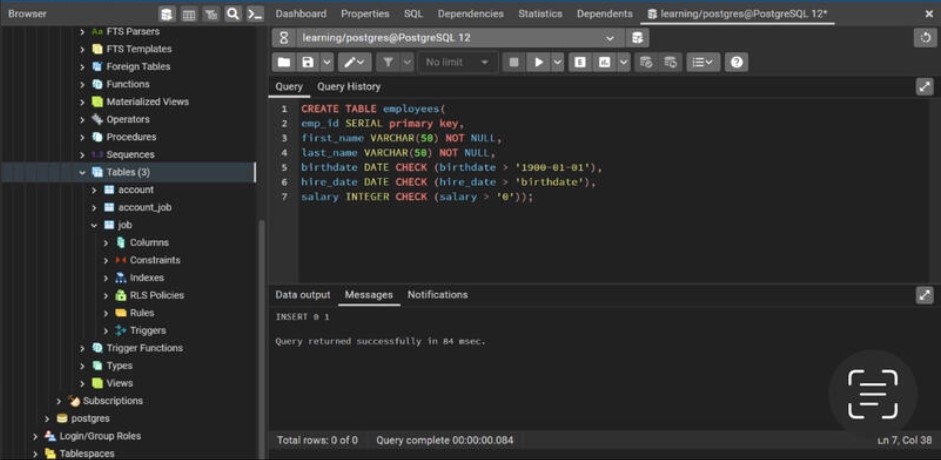 Browser
Dashboard Properties SQL Dependencies Statistics Dependents learning/postgres@PostgreSQL 12*
FTS Parsers
FTS Templates
Foreign Tables
Functions
Materialized Views
Operators
Procedures
Sequences
Tables (3)
account
account_job
job
Columns
Constraints
Indexes
RLS Policies
Rules
Triggers
Trigger Functions
Types
Views
Subscriptions
postgres
Login/Group Roles
Tablespaces
learning/postgres@PostgreSQL 12
No limit
Query Query History
1 CREATE TABLE employees(
2 emp_id SERIAL primary key,
3 first_name VARCHAR(50) NOT NULL,
4 last_name VARCHAR(50) NOT NULL,
5 birthdate DATE CHECK (birthdate > '1900-01-01'),
6 hire_date DATE CHECK (hire_date > 'birthdate'),
7 salary INTEGER CHECK (salary > '0'));
Data output Messages Notifications
INSERT 0 1
Query returned successfully in 84 msec.
Total rows: 0 of 0 Query complete 00:00:00.084 Ln 7, Col 38